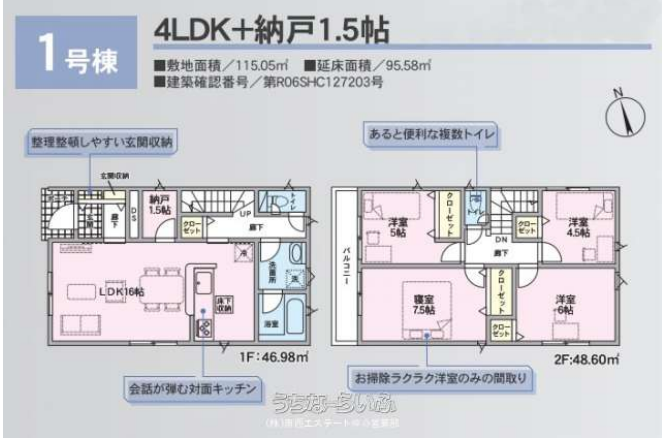 1号棟
4LDK+納戸1.5帖
■敷地面積／115.05㎡ ■延床面積／95.58㎡
■建築確認番号／第R06SHC127203号
N
整理整頓しやすい玄関収納
あると便利な複数トイレ
玄関収納
玄関
廊下
DS
納戸
1.5帖
UP
クローゼット
廊下
トイレ
LDK16帖
冷
床下収納
洗面所
洗
浴室
1F:46.98㎡
会話が弾む対面キッチン
バルコニー
洋室
5帖
クローゼット
トイレ
クローゼット
DN
廊下
洋室
4.5帖
寝室
7.5帖
クローゼット
クローゼット
洋室
6帖
2F:48.60㎡
お掃除ラクラク洋室のみの間取り
うちなーらいふ